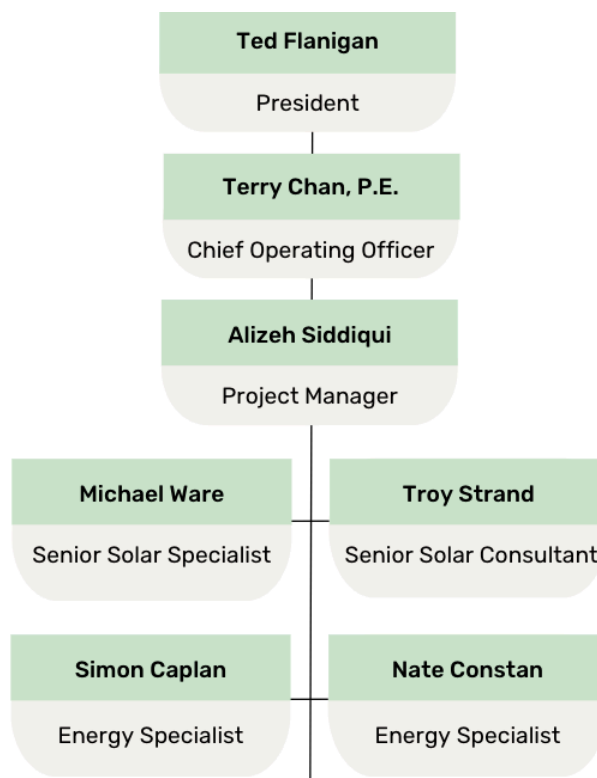 Ted Flanigan
President
Terry Chan, P.E.
Chief Operating Officer
Alizeh Siddiqui
Project Manager
Michael Ware
Senior Solar Specialist
Troy Strand
Senior Solar Consultant
Simon Caplan
Energy Specialist
Nate Constan
Energy Specialist